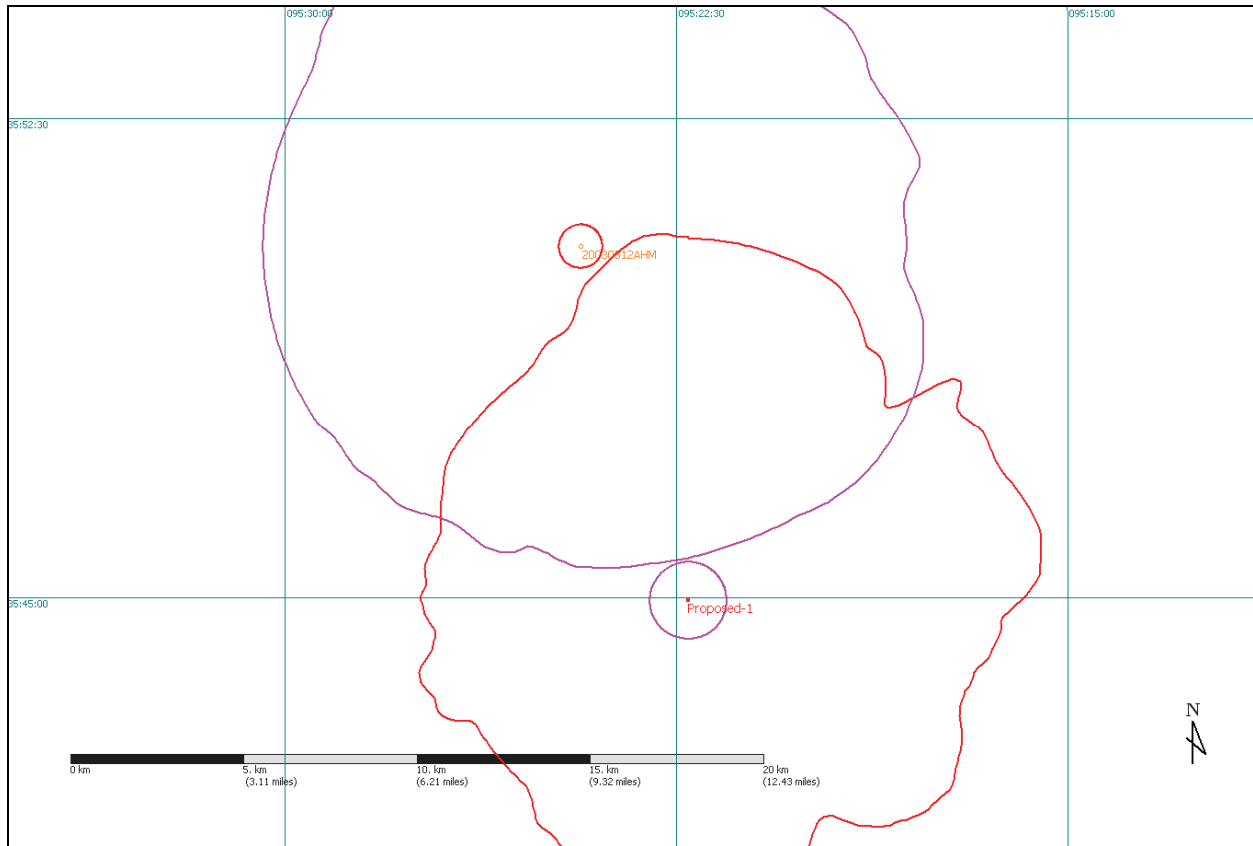 095:30:00
095:22:30
095:15:00
35:52:30
20030912AHM
35:45:00
Proposed-1
N
0 km
5. km
10. km
15. km
20 km
(3.11 miles)
(6.21 miles)
(9.32 miles)
(12.43 miles)